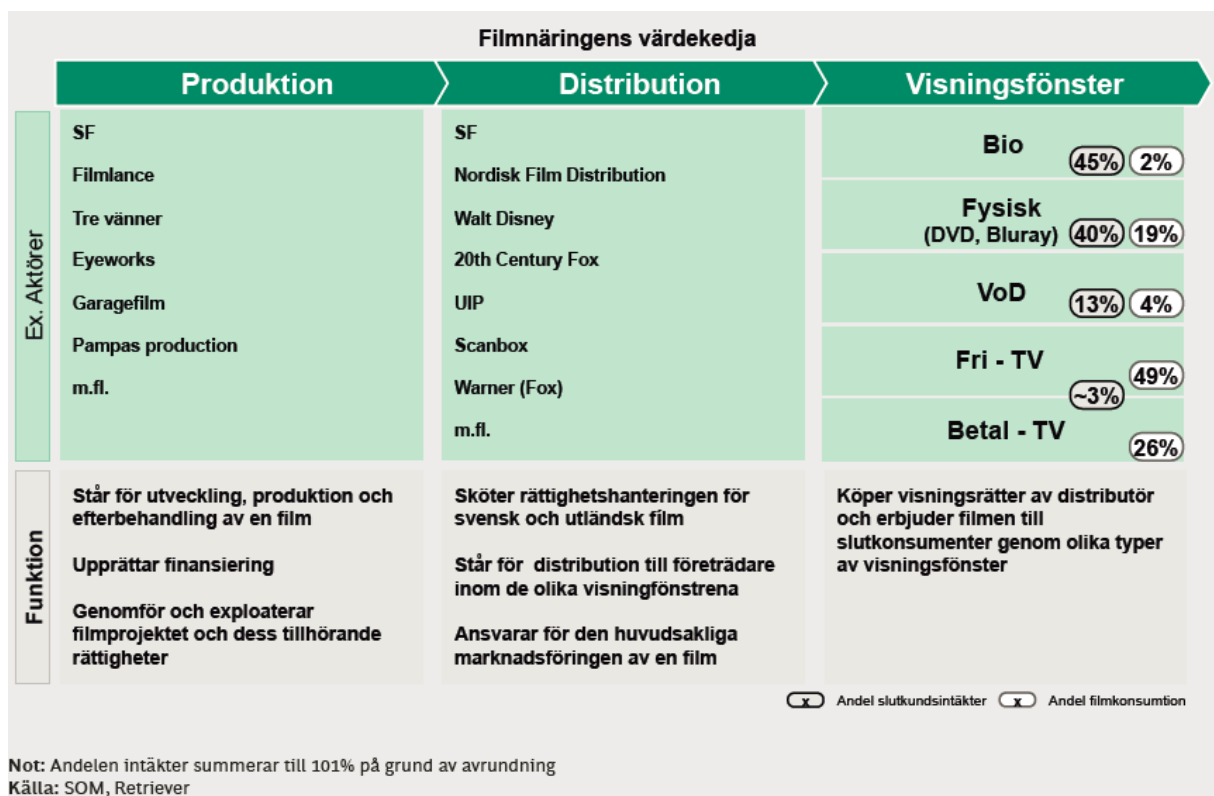 Filmnäringens värdekedja
Produktion
Distribution
Visningsfönster
Ex. Aktörer
SF
Filmlance
Tre vänner
Eyeworks
Garagefilm
Pampas production
m.fl.
SF
Nordisk Film Distribution
Walt Disney
20th Century Fox
UIP
Scanbox
Warner (Fox)
m.fl.
Bio
45% 2%
Fysisk
(DVD, Bluray) 40% 19%
VoD
13% 4%
Fri - TV
49%
~3%
Betal - TV
26%
Funktion
Står för utveckling, produktion och
efterbehandling av en film
Upprättar finansiering
Genomför och exploaterar
filmprojektet och dess tillhörande
rättigheter
Sköter rättighetshanteringen för
svensk och utländsk film
Står för distribution till företrädare
inom de olika visningfönstrena
Ansvarar för den huvudsakliga
marknadsföringen av en film
Köper visningsrätter av distributör
och erbjuder filmen till
slutkonsumenter genom olika typer
av visningsfönster
x Andel slutkundsintäkter x Andel filmkonsumtion
Not: Andelen intäkter summerar till 101% på grund av avrundning
Källa: SOM, Retriever